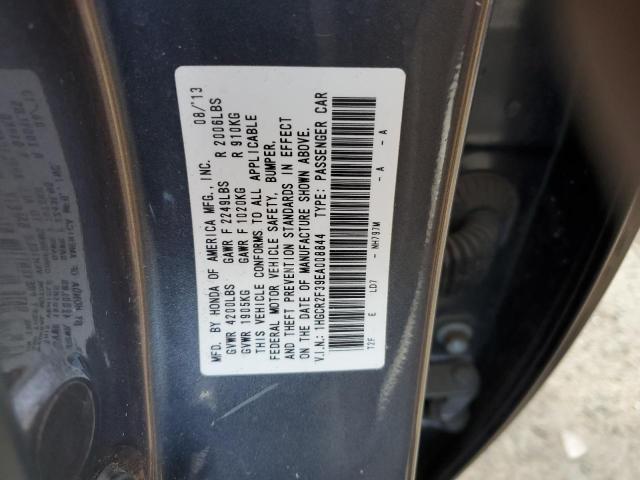 MFD. BY HONDA OF AMERICA MFG., INC. 08/'13
GVWR 4200LBS GAWR F 2249LBS R 2006LBS
GVWR 1905KG GAWR F 1020KG R 910KG
THIS VEHICLE CONFORMS TO ALL APPLICABLE
FEDERAL MOTOR VEHICLE SAFETY, BUMPER,
AND THEFT PREVENTION STANDARDS IN EFFECT
ON THE DATE OF MANUFACTURE SHOWN ABOVE.
V.I.N.: 1HGCR2F39EA008844 TYPE: PASSENGER CAR
T2F E LD7 - NH797M - A - A